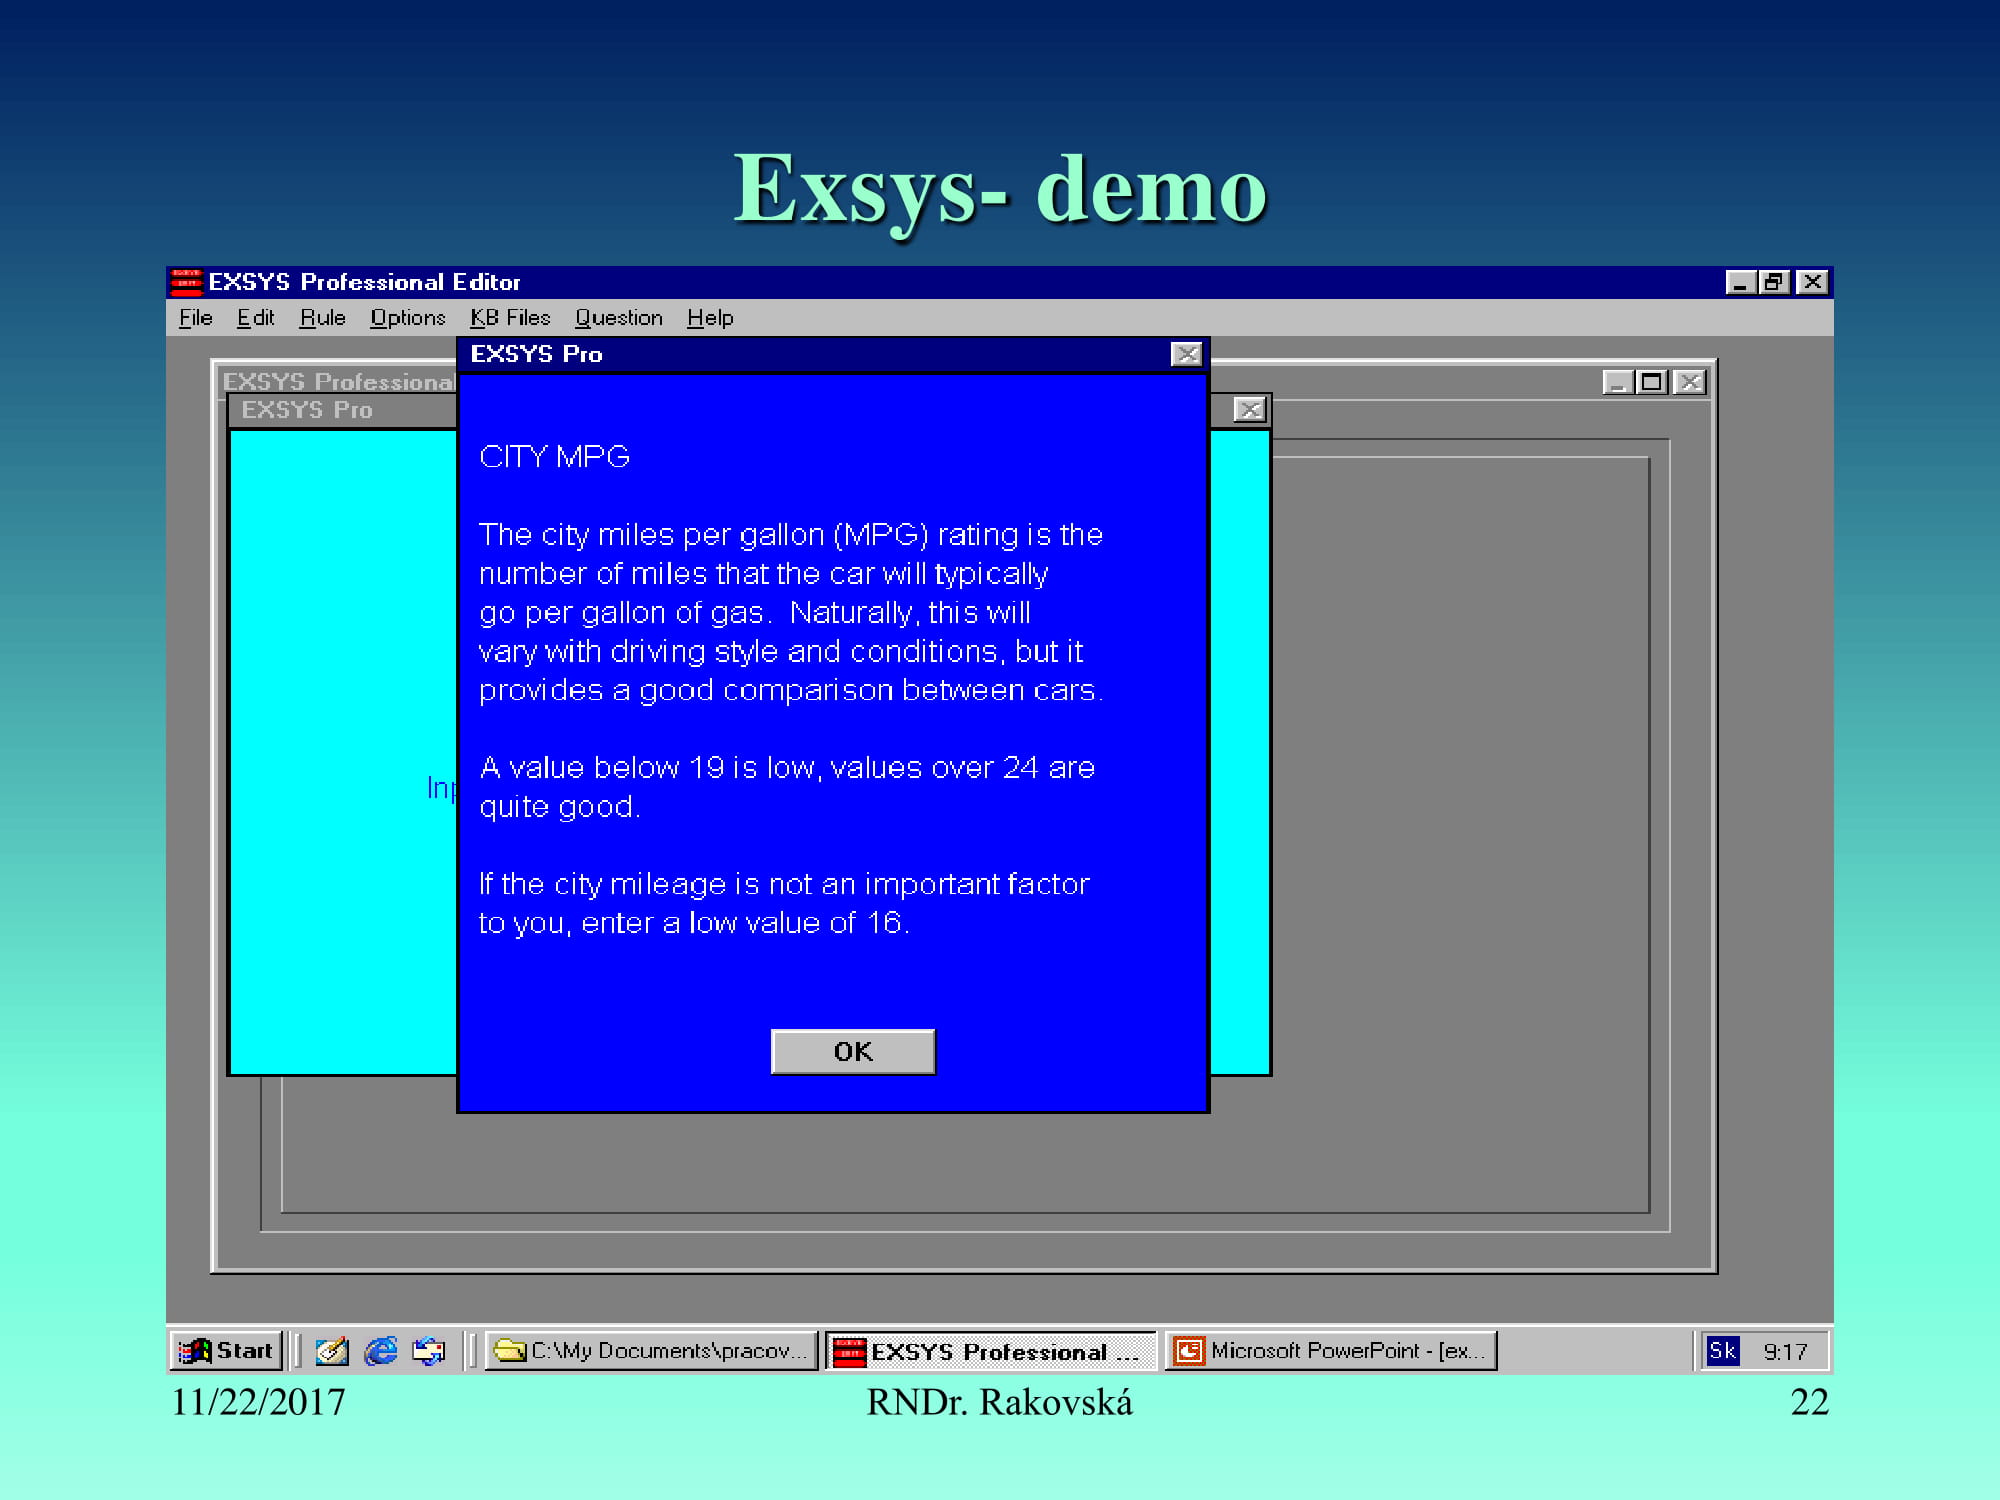 Exsys- demo
EXSYS Professional Editor
File Edit Rule Options KB Files Question Help
EXSYS Pro
EXSYS Professional
EXSYS Pro
CITY MPG
The city miles per gallon (MPG) rating is the
number of miles that the car will typically
go per gallon of gas. Naturally, this will
vary with driving style and conditions, but it
provides a good comparison between cars.
A value below 19 is low, values over 24 are
quite good.
If the city mileage is not an important factor
to you, enter a low value of 16.
OK
Start C:\My Documents\pracov... EXSYS Professional ... Microsoft PowerPoint - [ex... Sk 9:17
11/22/2017 RNDr. Rakovská 22